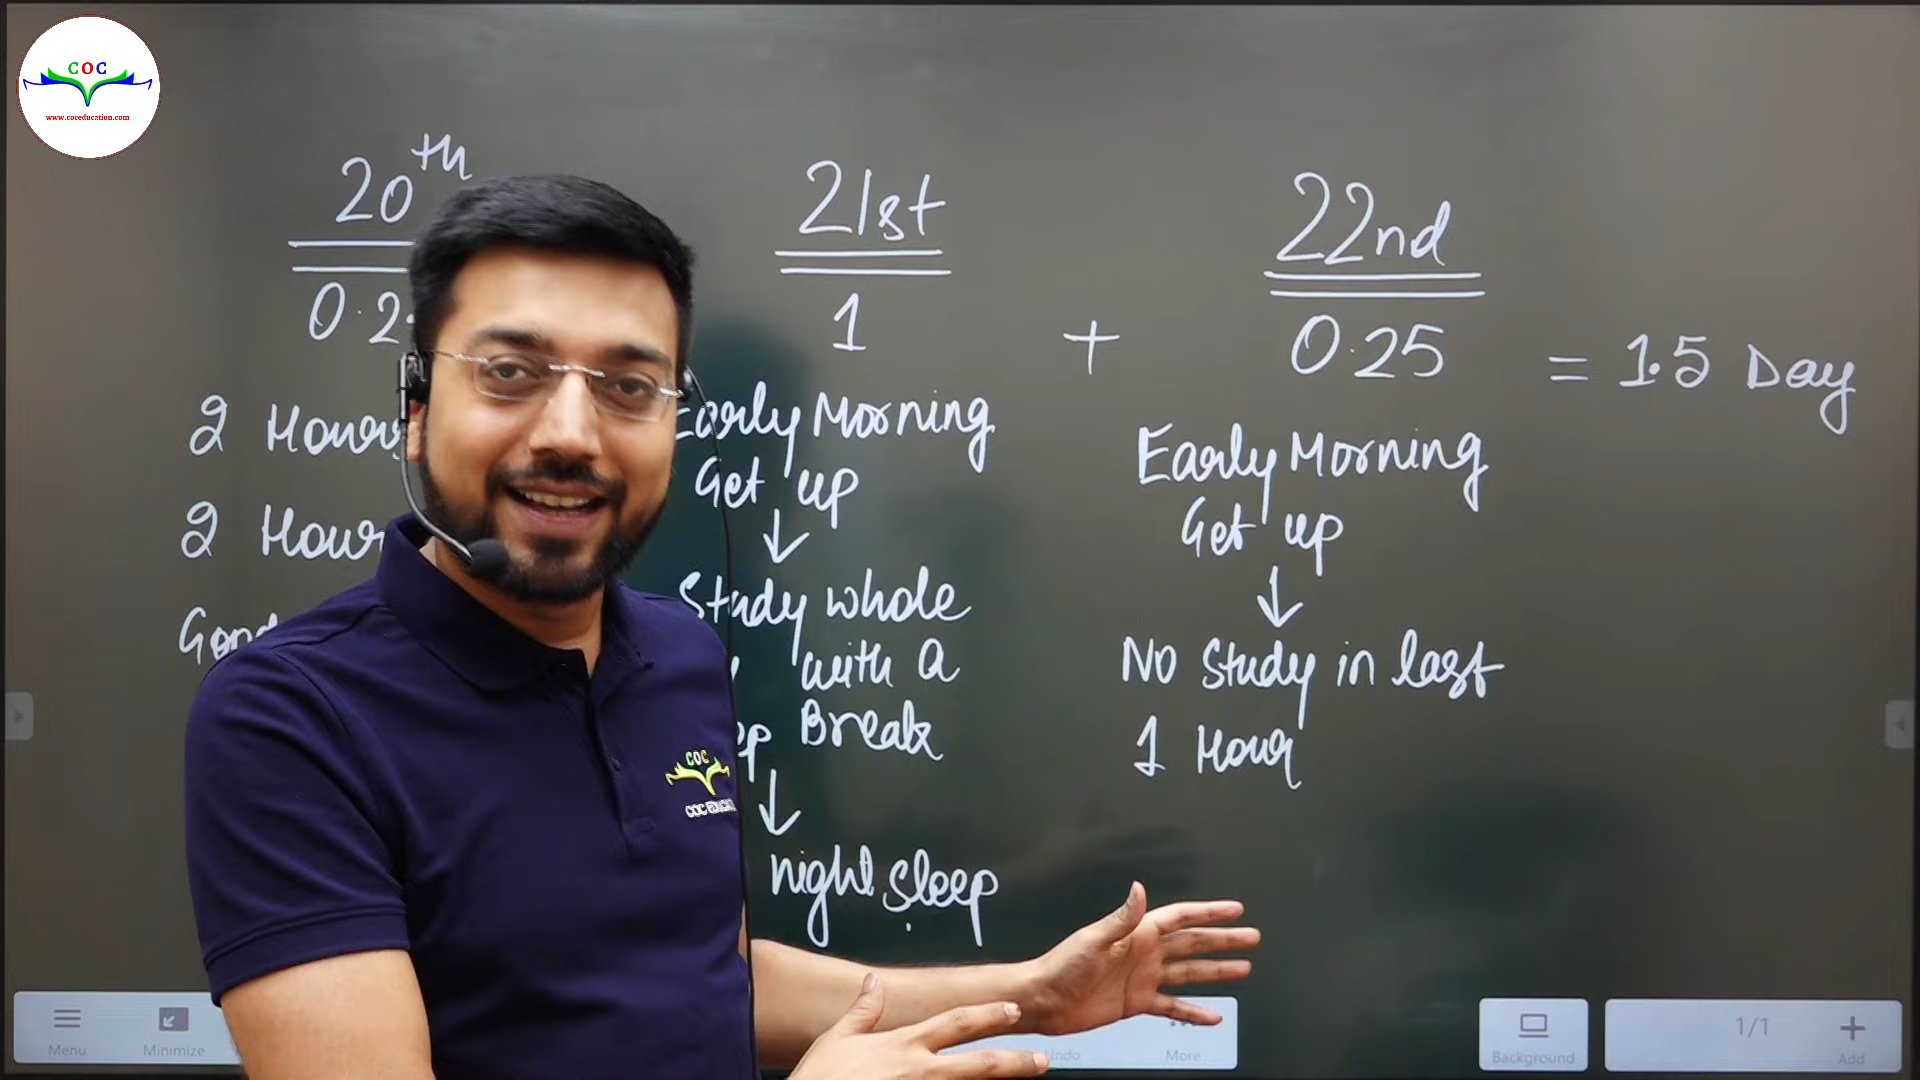 COC
www.coceducation.com
20th
0.2
2 Hours
2 Hour
21st
1
Early Morning
Get up
↓
Study whole
with a
Break
↓
night sleep
+
22nd
0.25
= 1.5 Day
Early Morning
Get up
↓
No Study in last
1 Hour
COC
Menu
Minimize
Undo
More
Background
1/1
Add